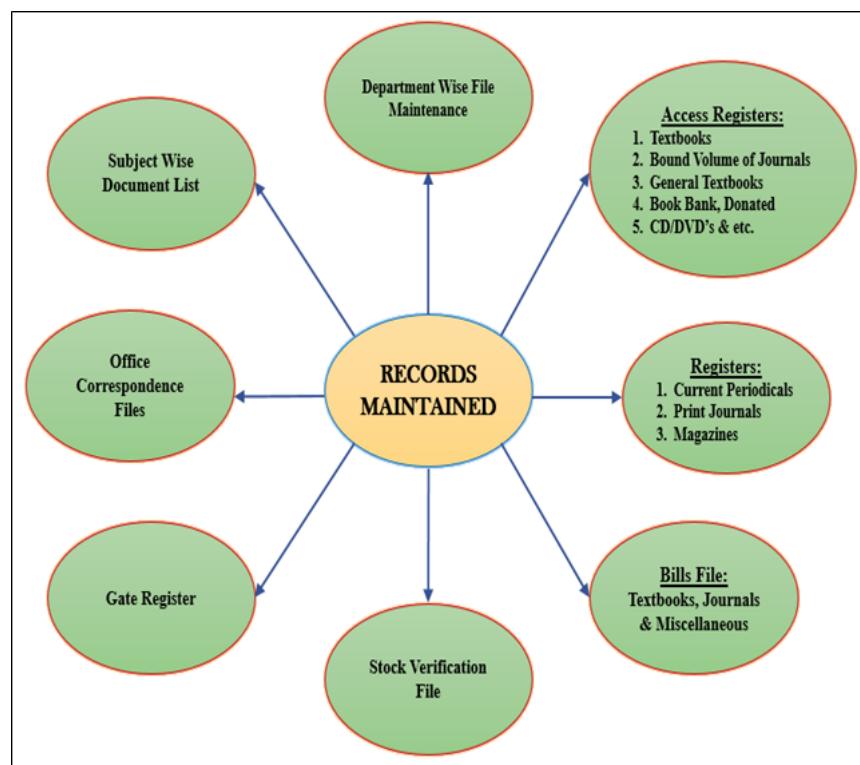 Department Wise File
Maintenance
Access Registers:
1. Textbooks
2. Bound Volume of Journals
3. General Textbooks
4. Book Bank, Donated
5. CD/DVD's & etc.
Subject Wise
Document List
RECORDS
MAINTAINED
Office
Correspondence
Files
Registers:
1. Current Periodicals
2. Print Journals
3. Magazines
Gate Register
Bills File:
Textbooks, Journals
& Miscellaneous
Stock Verification
File